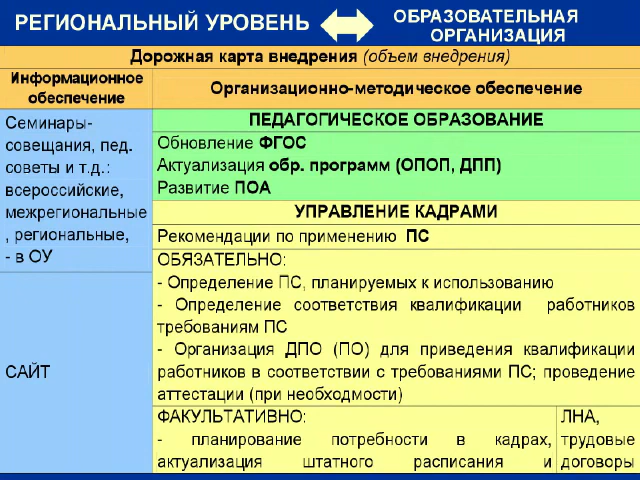 РЕГИОНАЛЬНЫЙ УРОВЕНЬ
ОБРАЗОВАТЕЛЬНАЯ
ОРГАНИЗАЦИЯ
Дорожная карта внедрения (объем внедрения)
Информационное
обеспечение
Организационно-методическое обеспечение
Семинары-
совещания, пед.
советы и т.д.:
всероссийские,
межрегиональные
, региональные,
- в ОУ
САЙТ
ПЕДАГОГИЧЕСКОЕ ОБРАЗОВАНИЕ
Обновление ФГОС
Актуализация обр. программ (ОПОП, ДПП)
Развитие ПОА
УПРАВЛЕНИЕ КАДРАМИ
Рекомендации по применению ПС
ОБЯЗАТЕЛЬНО:
- Определение ПС, планируемых к использованию
- Определение соответствия квалификации работников
требованиям ПС
- Организация ДПО (ПО) для приведения квалификации
работников в соответствии с требованиями ПС; проведение
аттестации (при необходмости)
ФАКУЛЬТАТИВНО:
- планирование потребности в кадрах,
актуализация штатного расписания и
ЛНА,
трудовые
договоры